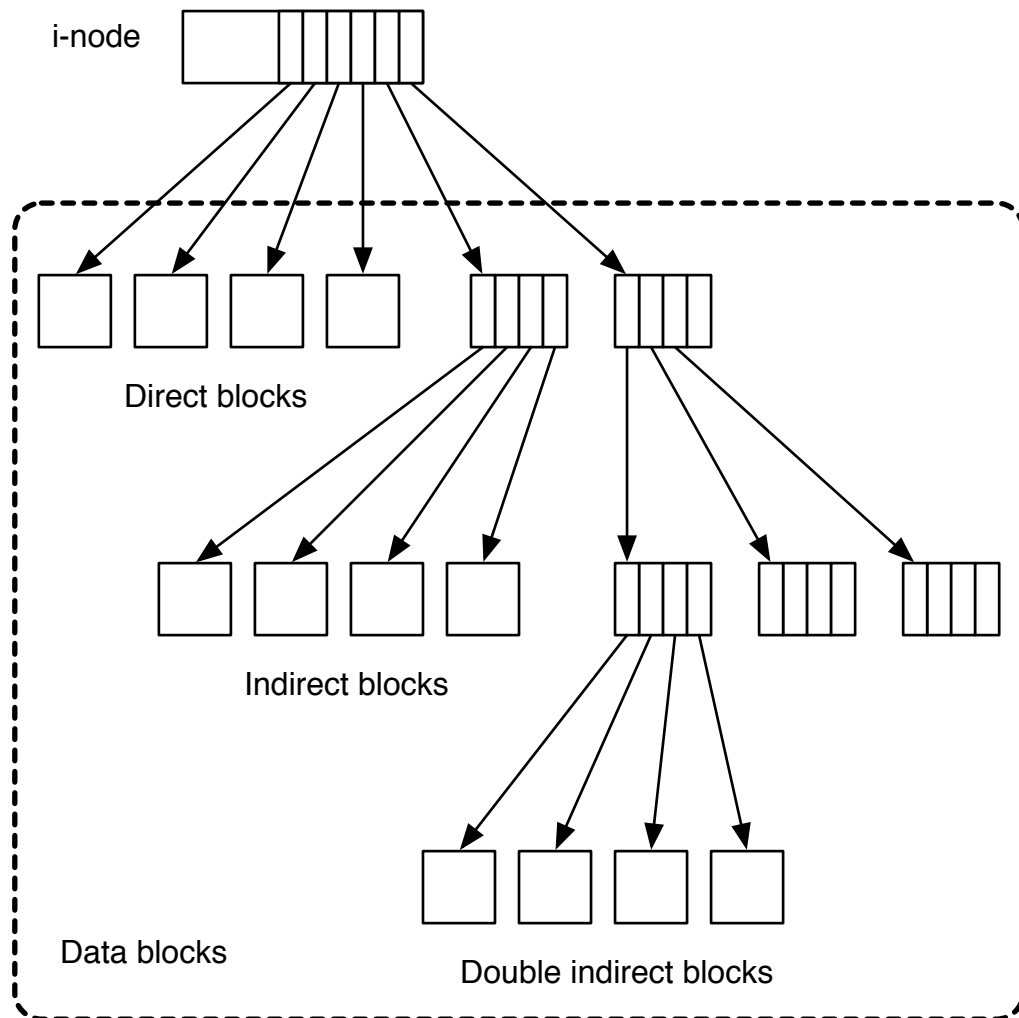 i-node
Direct blocks
Indirect blocks
Data blocks
Double indirect blocks